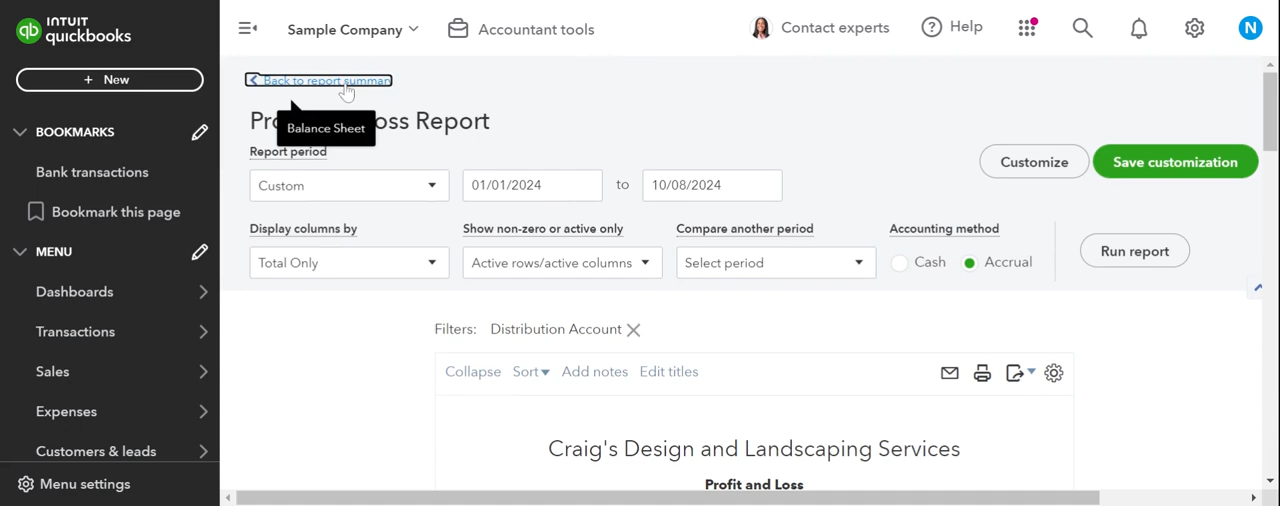 INTUIT
quickbooks
Sample Company
Accountant tools
Contact experts
Help
N
+ New
BOOKMARKS
Bank transactions
Bookmark this page
MENU
Dashboards
Transactions
Sales
Expenses
Customers & leads
Menu settings
Back to report summary
Balance Sheet
Report
Report period
Custom
01/01/2024
to
10/08/2024
Customize
Save customization
Display columns by
Show non-zero or active only
Compare another period
Accounting method
Total Only
Active rows/active columns
Select period
Cash
Accrual
Run report
Filters: Distribution Account
Collapse
Sort
Add notes
Edit titles
Craig's Design and Landscaping Services
Profit and Loss